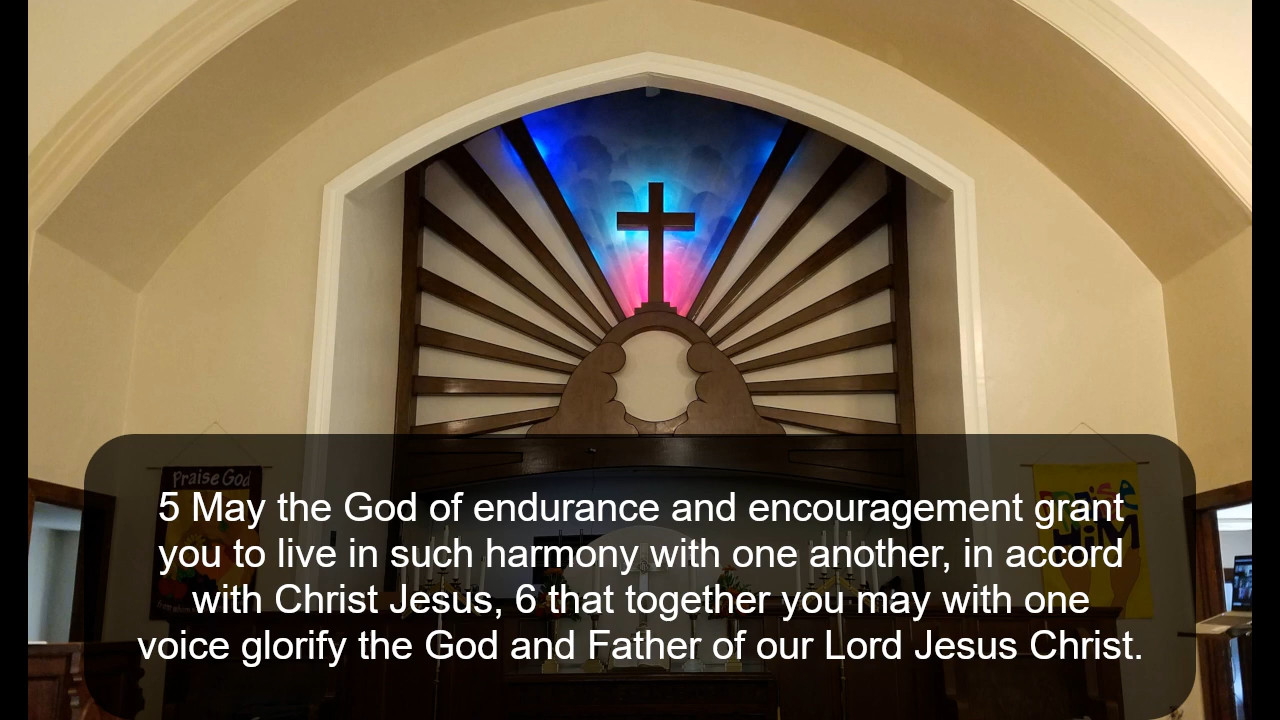 Praise God
PRAISE
HiM
5 May the God of endurance and encouragement grant
you to live in such harmony with one another, in accord
with Christ Jesus, 6 that together you may with one
voice glorify the God and Father of our Lord Jesus Christ.